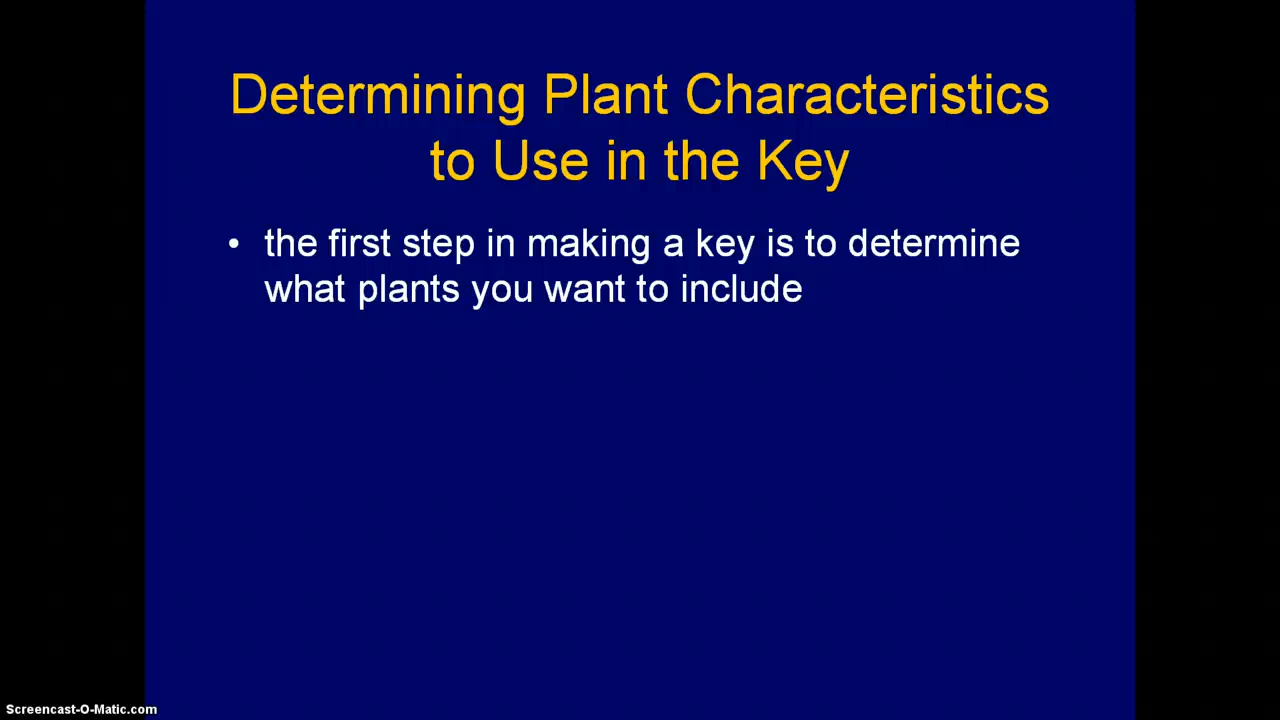 Determining Plant Characteristics
to Use in the Key
• the first step in making a key is to determine
what plants you want to include
Screencast-O-Matic.com